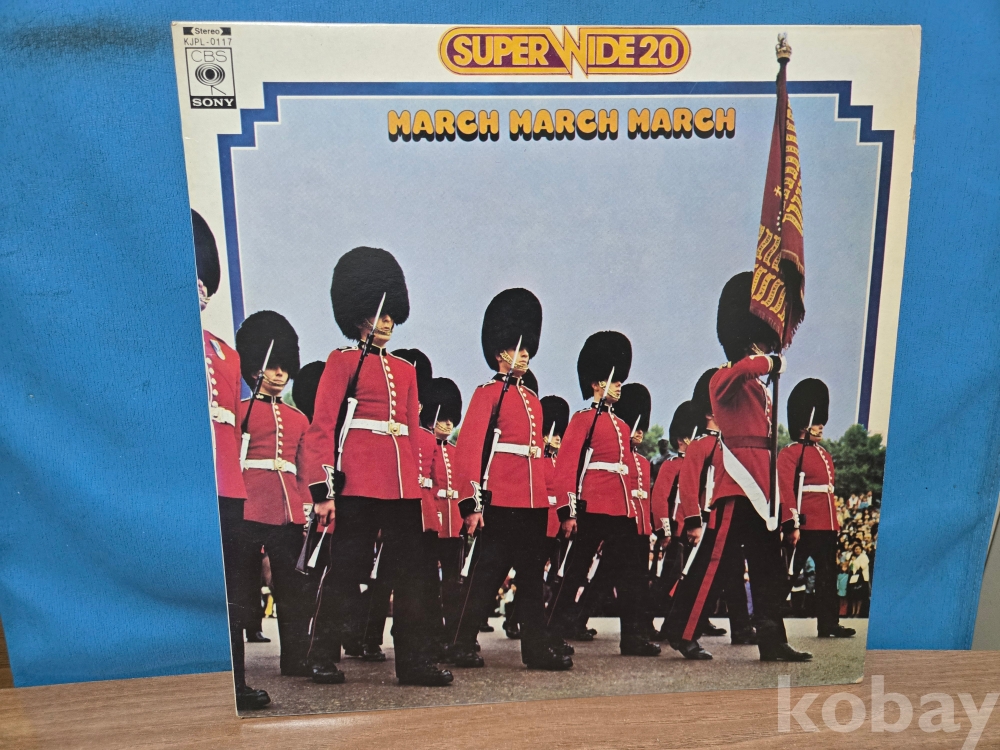 Stereo
KJPL-0117
CBS
SONY
SUPER WIDE 20
MARCH MARCH MARCH
kobay